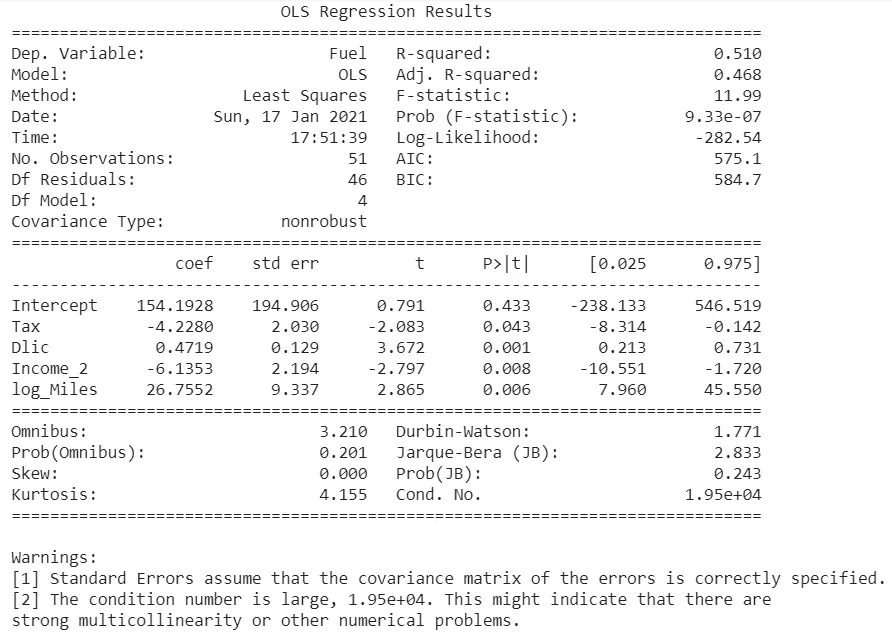 OLS Regression Results
==============================================================================
Dep. Variable:                   Fuel   R-squared:                       0.510
Model:                            OLS   Adj. R-squared:                  0.468
Method:                 Least Squares   F-statistic:                     11.99
Date:                Sun, 17 Jan 2021   Prob (F-statistic):           9.33e-07
Time:                        17:51:39   Log-Likelihood:                -282.54
No. Observations:                  51   AIC:                             575.1
Df Residuals:                      46   BIC:                             584.7
Df Model:                           4
Covariance Type:            nonrobust
==============================================================================
                 coef    std err          t      P>|t|      [0.025      0.975]
------------------------------------------------------------------------------
Intercept    154.1928    194.906      0.791      0.433    -238.133     546.519
Tax           -4.2280      2.030     -2.083      0.043      -8.314      -0.142
Dlic           0.4719      0.129      3.672      0.001       0.213       0.731
Income_2      -6.1353      2.194     -2.797      0.008     -10.551      -1.720
log_Miles     26.7552      9.337      2.865      0.006       7.960      45.550
==============================================================================
Omnibus:                        3.210   Durbin-Watson:                   1.771
Prob(Omnibus):                  0.201   Jarque-Bera (JB):                2.833
Skew:                           0.000   Prob(JB):                        0.243
Kurtosis:                       4.155   Cond. No.                     1.95e+04
==============================================================================

Warnings:
[1] Standard Errors assume that the covariance matrix of the errors is correctly specified.
[2] The condition number is large, 1.95e+04. This might indicate that there are
strong multicollinearity or other numerical problems.